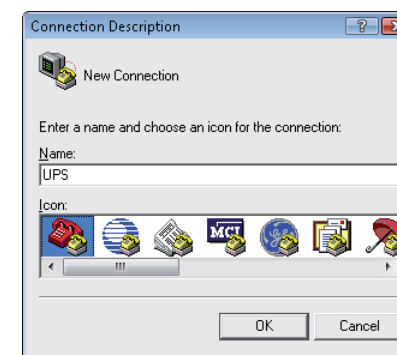 Connection Description
New Connection
Enter a name and choose an icon for the connection:
Name:
UPS
Icon:
MCI
OK
Cancel